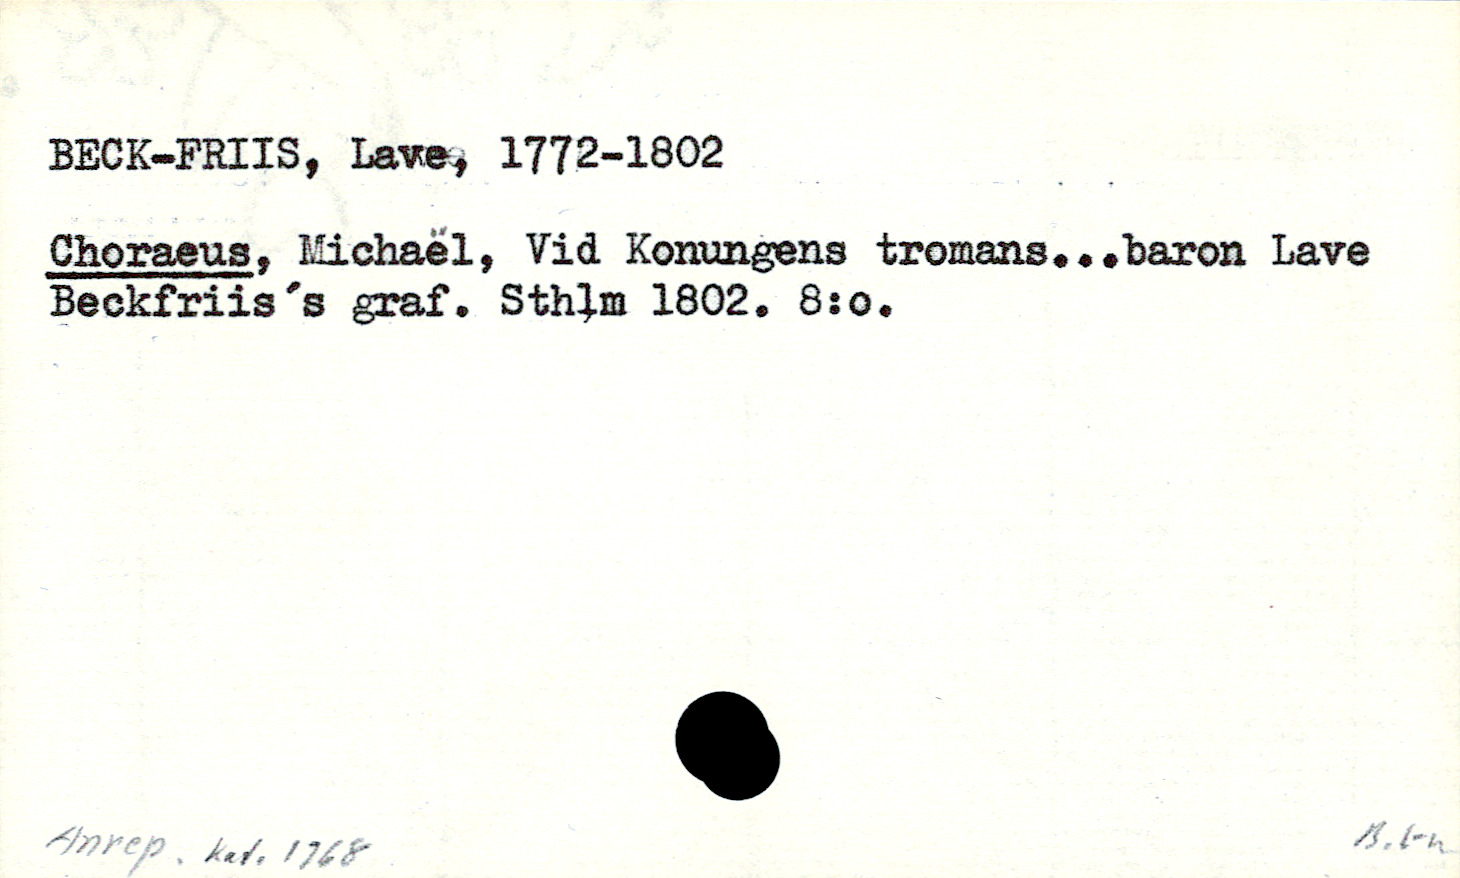 BECK-FRIIS, Lave, 1772-1802
Choraeus, Michaël, Vid Konungens tromans...baron Lave
Beckfriis's graf. Sthlm 1802. 8:o.
Anrep. Kat. 1768
B.t-n